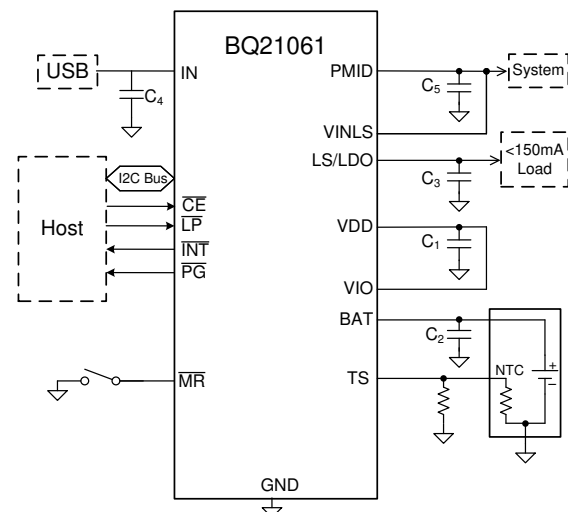 BQ21061
USB
IN
C4
PMID
C5
System
VINLS
LS/LDO
C3
<150mA
Load
I2C Bus
Host
CE
LP
INT
PG
VDD
C1
VIO
BAT
C2
NTC
+
−
MR
TS
GND